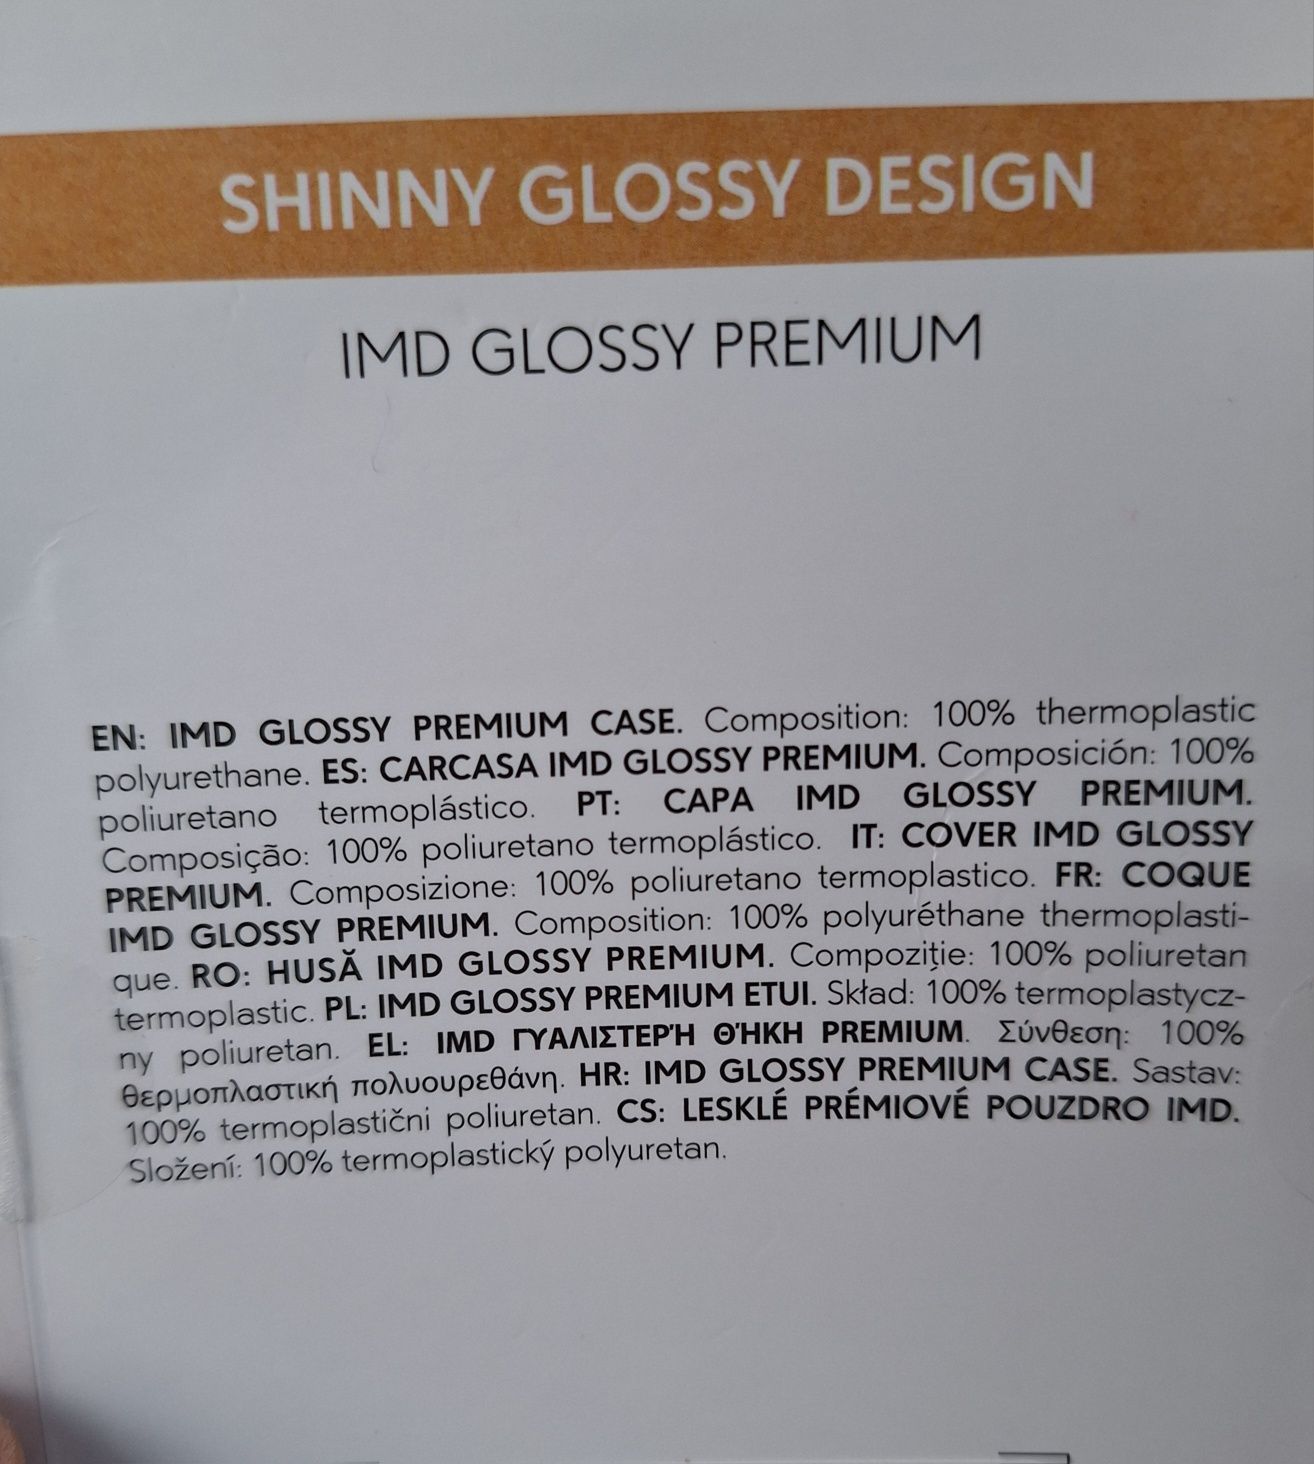 SHINNY GLOSSY DESIGN
IMD GLOSSY PREMIUM
EN: IMD GLOSSY PREMIUM CASE. Composition: 100% thermoplastic
polyurethane. ES: CARCASA IMD GLOSSY PREMIUM. Composición: 100%
poliuretano termoplástico. PT: CAPA IMD GLOSSY PREMIUM.
Composição: 100% poliuretano termoplástico. IT: COVER IMD GLOSSY
PREMIUM. Composizione: 100% poliuretano termoplastico. FR: COQUE
IMD GLOSSY PREMIUM. Composition: 100% polyuréthane thermoplasti-
que. RO: HUSĂ IMD GLOSSY PREMIUM. Compoziție: 100% poliuretan
termoplastic. PL: IMD GLOSSY PREMIUM ETUI. Skład: 100% termoplastycz-
ny poliuretan. EL: IMD ΓΥΑΛΙΣΤΕΡΉ ΘΉΚΗ PREMIUM. Σύνθεση: 100%
θερμοπλαστική πολυουρεθάνη. HR: IMD GLOSSY PREMIUM CASE. Sastav:
100% termoplastični poliuretan. CS: LESKLÉ PRÉMIOVÉ POUZDRO IMD.
Složení: 100% termoplastický polyuretan.